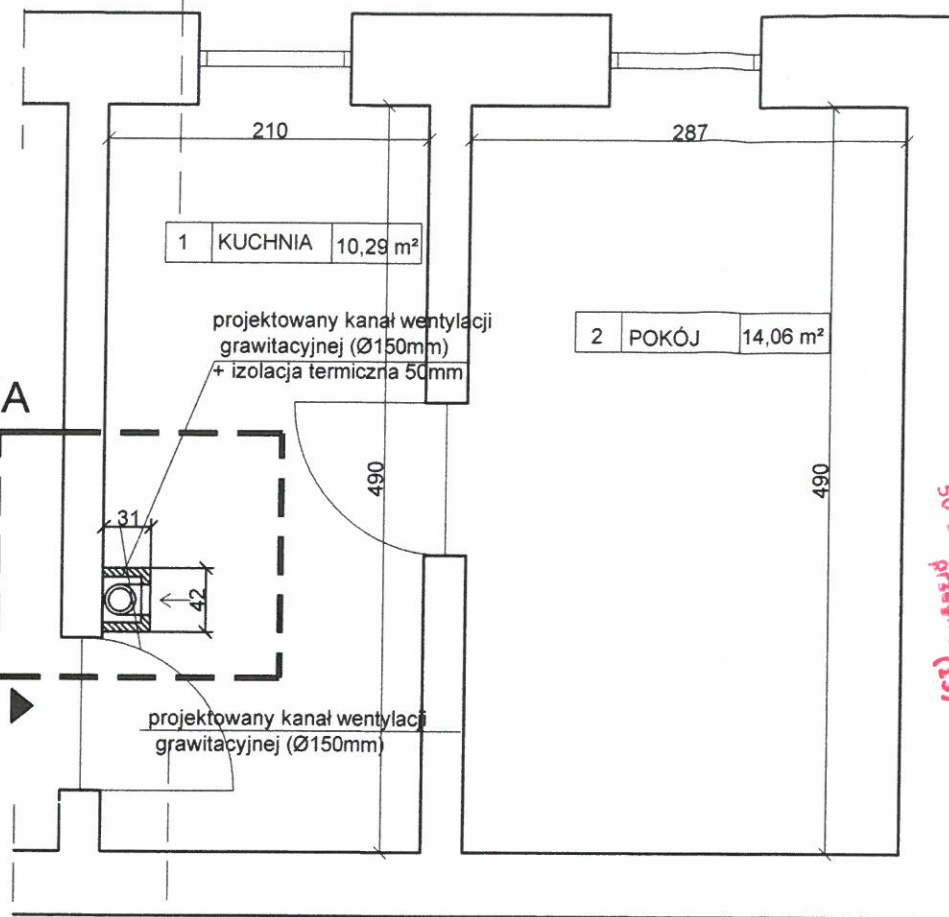 210
287
1 KUCHNIA 10,29 m²
projektowany kanał wentylacji
grawitacyjnej (Ø150mm)
+ izolacja termiczna 50mm
2 POKÓJ 14,06 m²
A
490
490
31
42
projektowany kanał wentylacji
grawitacyjnej (Ø150mm)